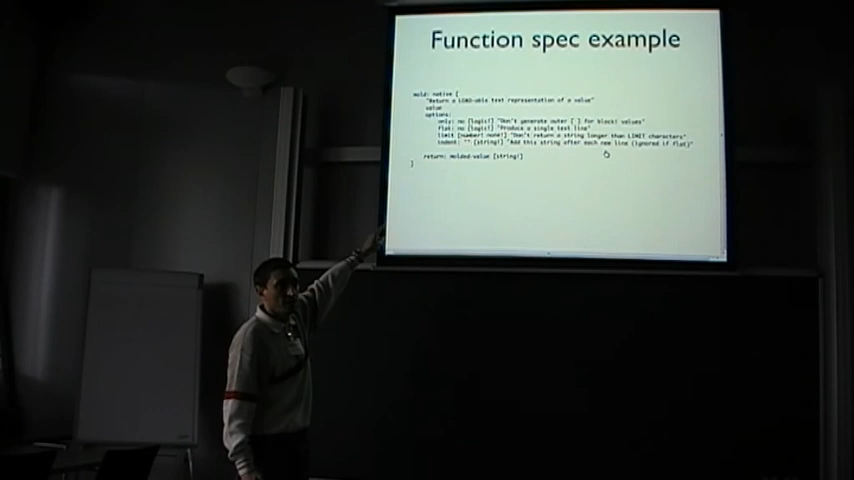 Function spec example
mold: native [
"Return a LOAD-able text representation of a value"
value
options:
only: no [logic!] "Don't generate outer [ ] for block! values"
flat: no [logic!] "Produce a single text line"
limit [number! none!] "Don't return a string longer than LIMIT characters"
indent: "" [string!] "Add this string after each new line (ignored if flat)"
return: molded-value [string!]
]